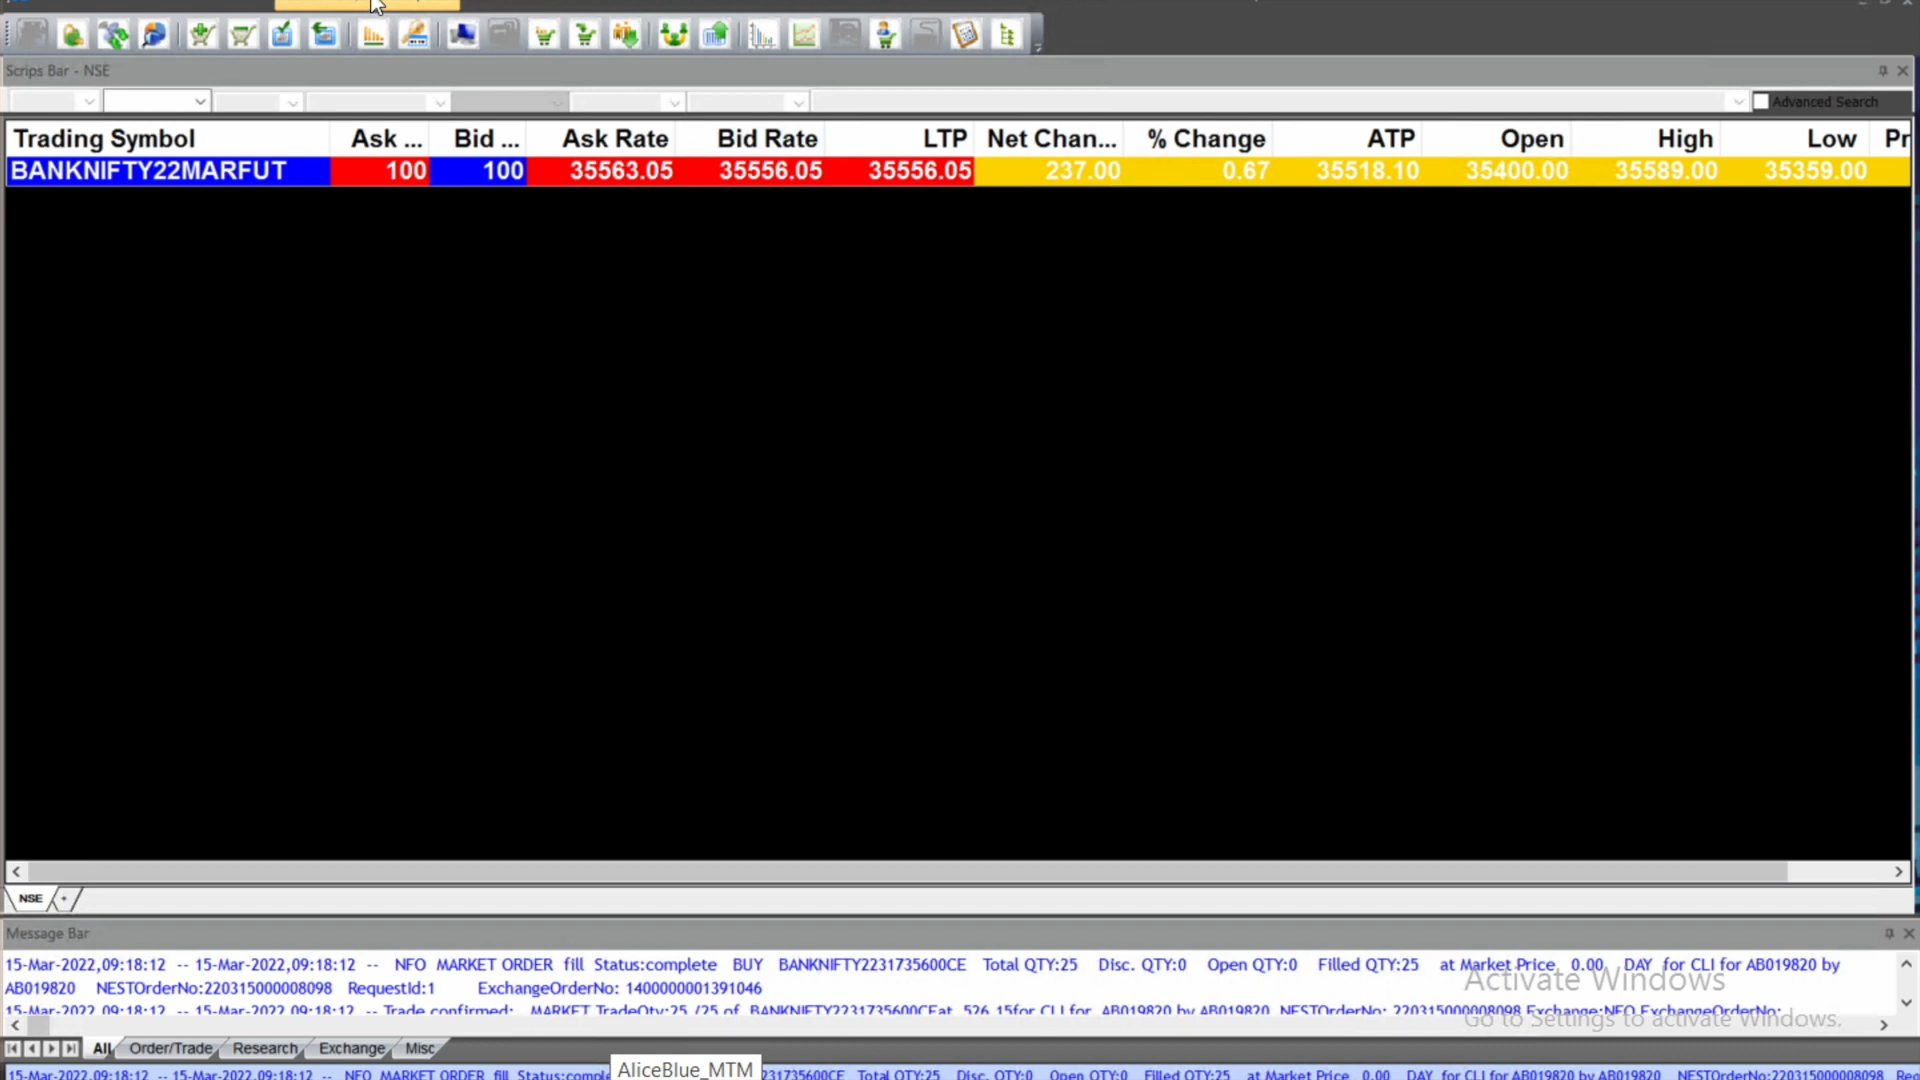 Scrips Bar - NSE
Advanced Search
Trading Symbol Ask ... Bid ... Ask Rate Bid Rate LTP Net Chan... % Change ATP Open High Low Pr
BANKNIFTY22MARFUT 100 100 35563.05 35556.05 35556.05 237.00 0.67 35518.10 35400.00 35589.00 35359.00
NSE
Message Bar
15-Mar-2022,09:18:12 -- 15-Mar-2022,09:18:12 -- NFO MARKET ORDER fill Status:complete BUY BANKNIFTY2231735600CE Total QTY:25 Disc. QTY:0 Open QTY:0 Filled QTY:25 at Market Price 0.00 DAY for CLI for AB019820 by
AB019820 NESTOrderNo:220315000008098 RequestId:1 ExchangeOrderNo: 1400000001391046
Activate Windows
15-Mar-2022,09:18:12 -- 15-Mar-2022,09:18:12 -- Trade confirmed: MARKET TradeQty:25 /25 of BANKNIFTY2231735600CEat 526.15for CLI for AB019820 by AB019820 NESTOrderNo: 220315000008098 Exchange:NFO ExchangeOrderNo:
Go to Settings to activate Windows.
All Order/Trade Research Exchange Misc
AliceBlue_MTM
15-Mar-2022,09:18:12 -- 15-Mar-2022,09:18:12 -- NFO MARKET ORDER fill Status:comple 231735600CE Total QTY:25 Disc. QTY:0 Open QTY:0 Filled QTY:25 at Market Price 0.00 DAY for CLI for AB019820 by AB019820 NESTOrderNo:220315000008098 Req